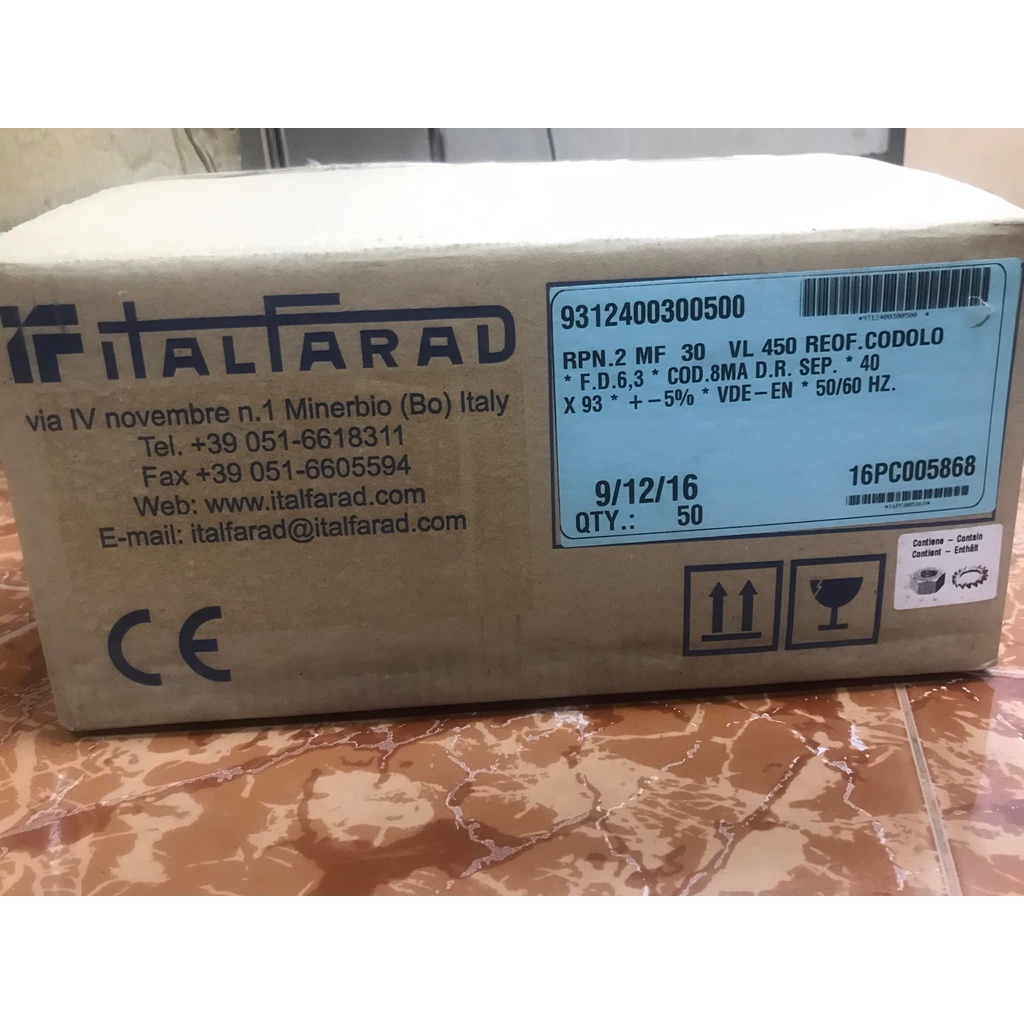 ITALFARAD
via IV novembre n.1 Minerbio (Bo) Italy
Tel. +39 051-6618311
Fax +39 051-6605594
Web: www.italfarad.com
E-mail: italfarad@italfarad.com
CE
9312400300500
*9312400300500 *
RPN.2 MF 30 VL 450 REOF.CODOLO
* F.D.6,3 * COD.8MA D.R. SEP. * 40
X 93 * +-5% * VDE-EN * 50/60 HZ.
9/12/16
16PC005868
QTY.: 50
*16PC005868*
Contiene - Contein
Contient - Enthält